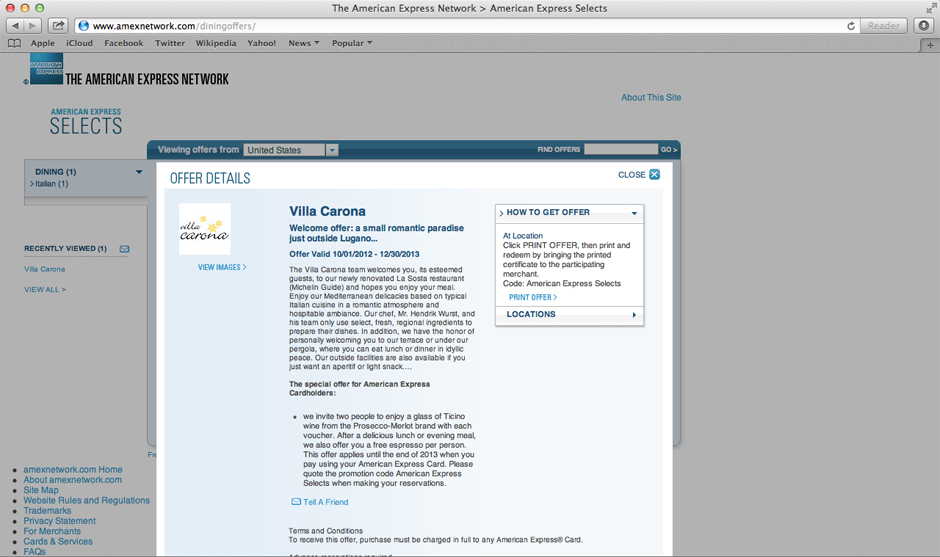 The American Express Network > American Express Selects
www.amexnetwork.com/diningoffers/
Reader
Apple iCloud Facebook Twitter Wikipedia Yahoo! News Popular
AMERICAN EXPRESS
THE AMERICAN EXPRESS NETWORK
About This Site
AMERICAN EXPRESS
SELECTS
Viewing offers from United States FIND OFFERS GO >
DINING (1)
>Italian (1)
RECENTLY VIEWED (1)
Villa Carona
VIEW ALL >
OFFER DETAILS
CLOSE
villa
carona
VIEW IMAGES >
Villa Carona
Welcome offer: a small romantic paradise
just outside Lugano...
Offer Valid 10/01/2012 - 12/30/2013
The Villa Carona team welcomes you, its esteemed
guests, to our newly renovated La Sosta restaurant
(Michelin Guide) and hopes you enjoy your meal.
Enjoy our Mediterranean delicacies based on typical
Italian cuisine in a romantic atmosphere and
hospitable ambiance. Our chef, Mr. Hendrik Wurst, and
his team only use select, fresh, regional ingredients to
prepare their dishes. In addition, we have the honor of
personally welcoming you to our terrace or under our
pergola, where you can eat lunch or dinner in idyllic
peace. Our outside facilities are also available if you
just want an aperitif or light snack....
The special offer for American Express
Cardholders:
• we invite two people to enjoy a glass of Ticino
wine from the Prosecco-Merlot brand with each
voucher. After a delicious lunch or evening meal,
we also offer you a free espresso per person.
This offer applies until the end of 2013 when you
pay using your American Express Card. Please
quote the promotion code American Express
Selects when making your reservations.
Tell A Friend
Terms and Conditions
To receive this offer, purchase must be charged in full to any American Express® Card.
Advance reservations required
> HOW TO GET OFFER
At Location
Click PRINT OFFER, then print and
redeem by bringing the printed
certificate to the participating
merchant.
Code: American Express Selects
PRINT OFFER >
LOCATIONS
Fr
• amexnetwork.com Home
• About amexnetwork.com
• Site Map
• Website Rules and Regulations
• Trademarks
• Privacy Statement
• For Merchants
• Cards & Services
• FAQs